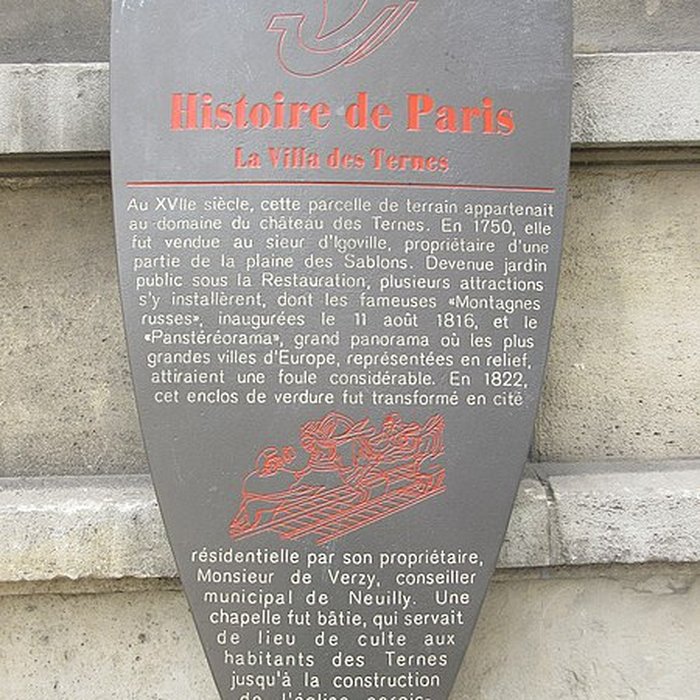 Histoire de Paris
La Villa des Ternes
Au XVIIe siècle, cette parcelle de terrain appartenait
au domaine du château des Ternes. En 1750, elle
fut vendue au sieur d'Igoville, propriétaire d'une
partie de la plaine des Sablons. Devenue jardin
public sous la Restauration, plusieurs attractions
s'y installèrent, dont les fameuses «Montagnes
russes», inaugurées le 11 août 1816, et le
«Panstéréorama», grand panorama où les plus
grandes villes d'Europe, représentées en relief,
attiraient une foule considérable. En 1822,
cet enclos de verdure fut transformé en cité
résidentielle par son propriétaire,
Monsieur de Verzy, conseiller
municipal de Neuilly. Une
chapelle fut bâtie, qui servait
de lieu de culte aux
habitants des Ternes
jusqu'à la construction
de l'église parois-